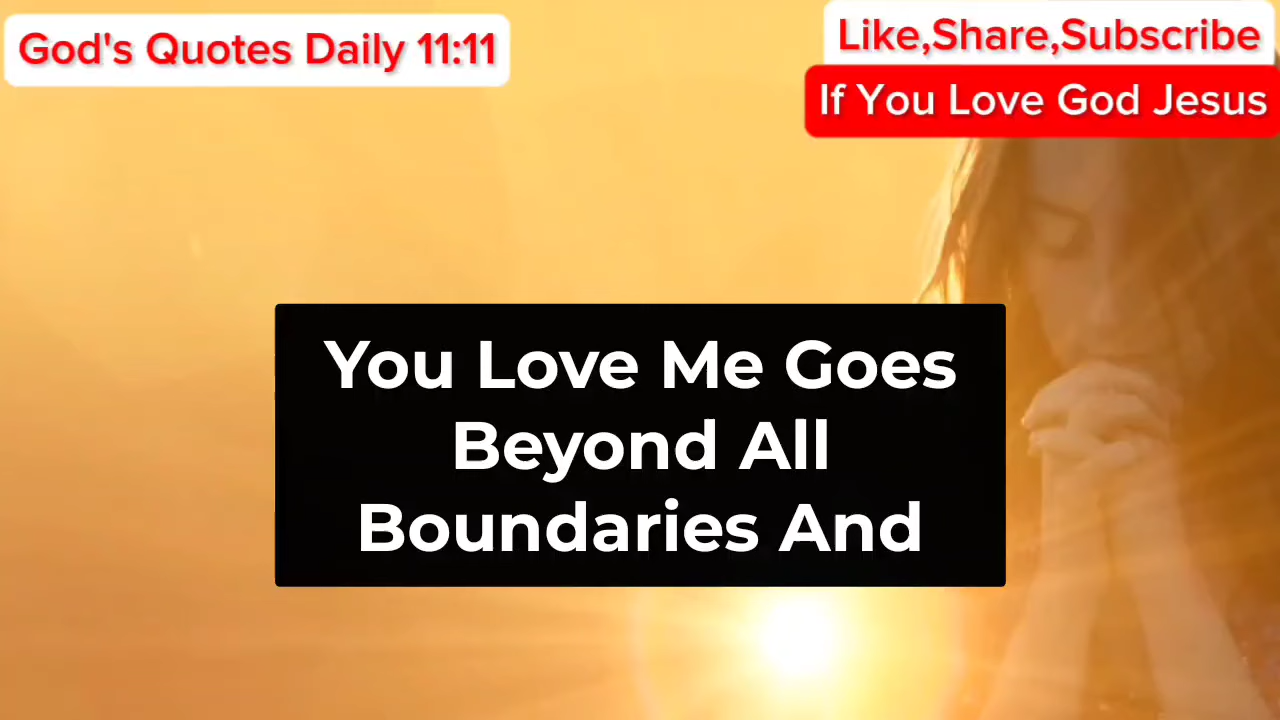 God's Quotes Daily 11:11
Like,Share,Subscribe
If You Love God Jesus
You Love Me Goes
Beyond All
Boundaries And